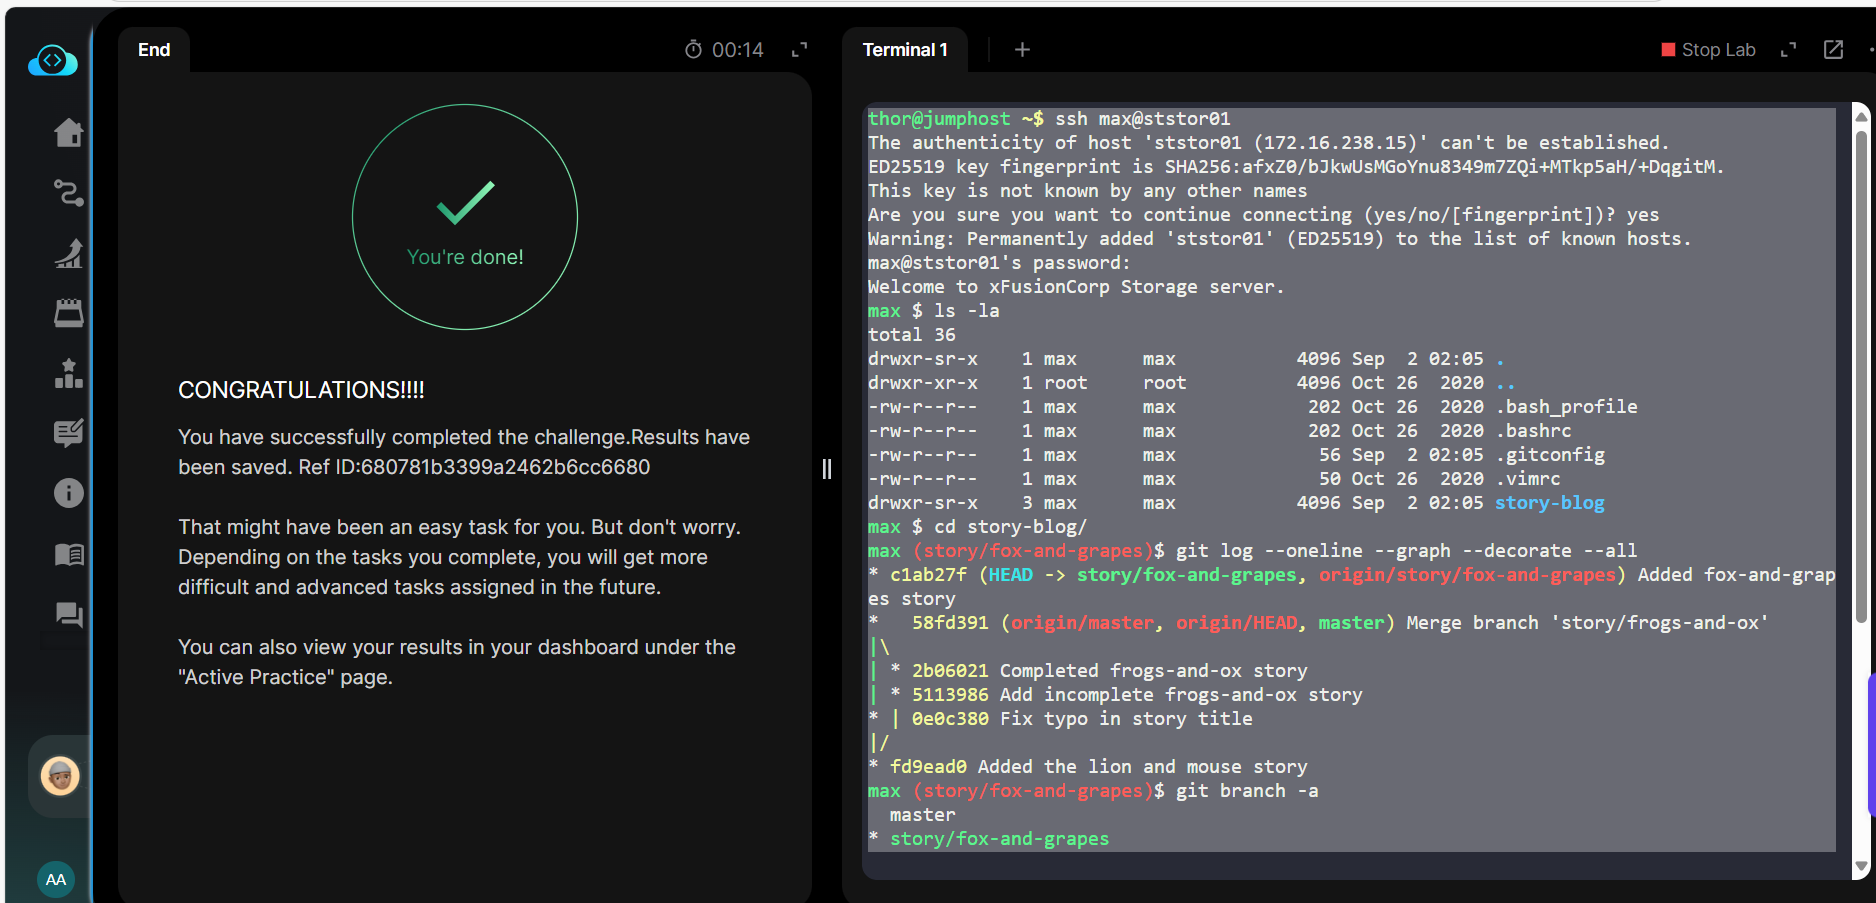 End
00:14
You're done!
CONGRATULATIONS!!!!
You have successfully completed the challenge.Results have
been saved. Ref ID:680781b3399a2462b6cc6680
That might have been an easy task for you. But don't worry.
Depending on the tasks you complete, you will get more
difficult and advanced tasks assigned in the future.
You can also view your results in your dashboard under the
"Active Practice" page.
AA
Terminal 1
+
Stop Lab
thor@jumphost ~$ ssh max@ststor01
The authenticity of host 'ststor01 (172.16.238.15)' can't be established.
ED25519 key fingerprint is SHA256:afxZ0/bJkwUsMGoYnu8349m7ZQi+MTkp5aH/+DqgitM.
This key is not known by any other names
Are you sure you want to continue connecting (yes/no/[fingerprint])? yes
Warning: Permanently added 'ststor01' (ED25519) to the list of known hosts.
max@ststor01's password:
Welcome to xFusionCorp Storage server.
max $ ls -la
total 36
drwxr-sr-x    1 max      max           4096 Sep  2 02:05 .
drwxr-xr-x    1 root     root          4096 Oct 26  2020 ..
-rw-r--r--    1 max      max            202 Oct 26  2020 .bash_profile
-rw-r--r--    1 max      max            202 Oct 26  2020 .bashrc
-rw-r--r--    1 max      max             56 Sep  2 02:05 .gitconfig
-rw-r--r--    1 max      max             50 Oct 26  2020 .vimrc
drwxr-sr-x    3 max      max           4096 Sep  2 02:05 story-blog
max $ cd story-blog/
max (story/fox-and-grapes)$ git log --oneline --graph --decorate --all
* c1ab27f (HEAD -> story/fox-and-grapes, origin/story/fox-and-grapes) Added fox-and-grap
es story
*   58fd391 (origin/master, origin/HEAD, master) Merge branch 'story/frogs-and-ox'
|\
| * 2b06021 Completed frogs-and-ox story
| * 5113986 Add incomplete frogs-and-ox story
* | 0e0c380 Fix typo in story title
|/
* fd9ead0 Added the lion and mouse story
max (story/fox-and-grapes)$ git branch -a
  master
* story/fox-and-grapes